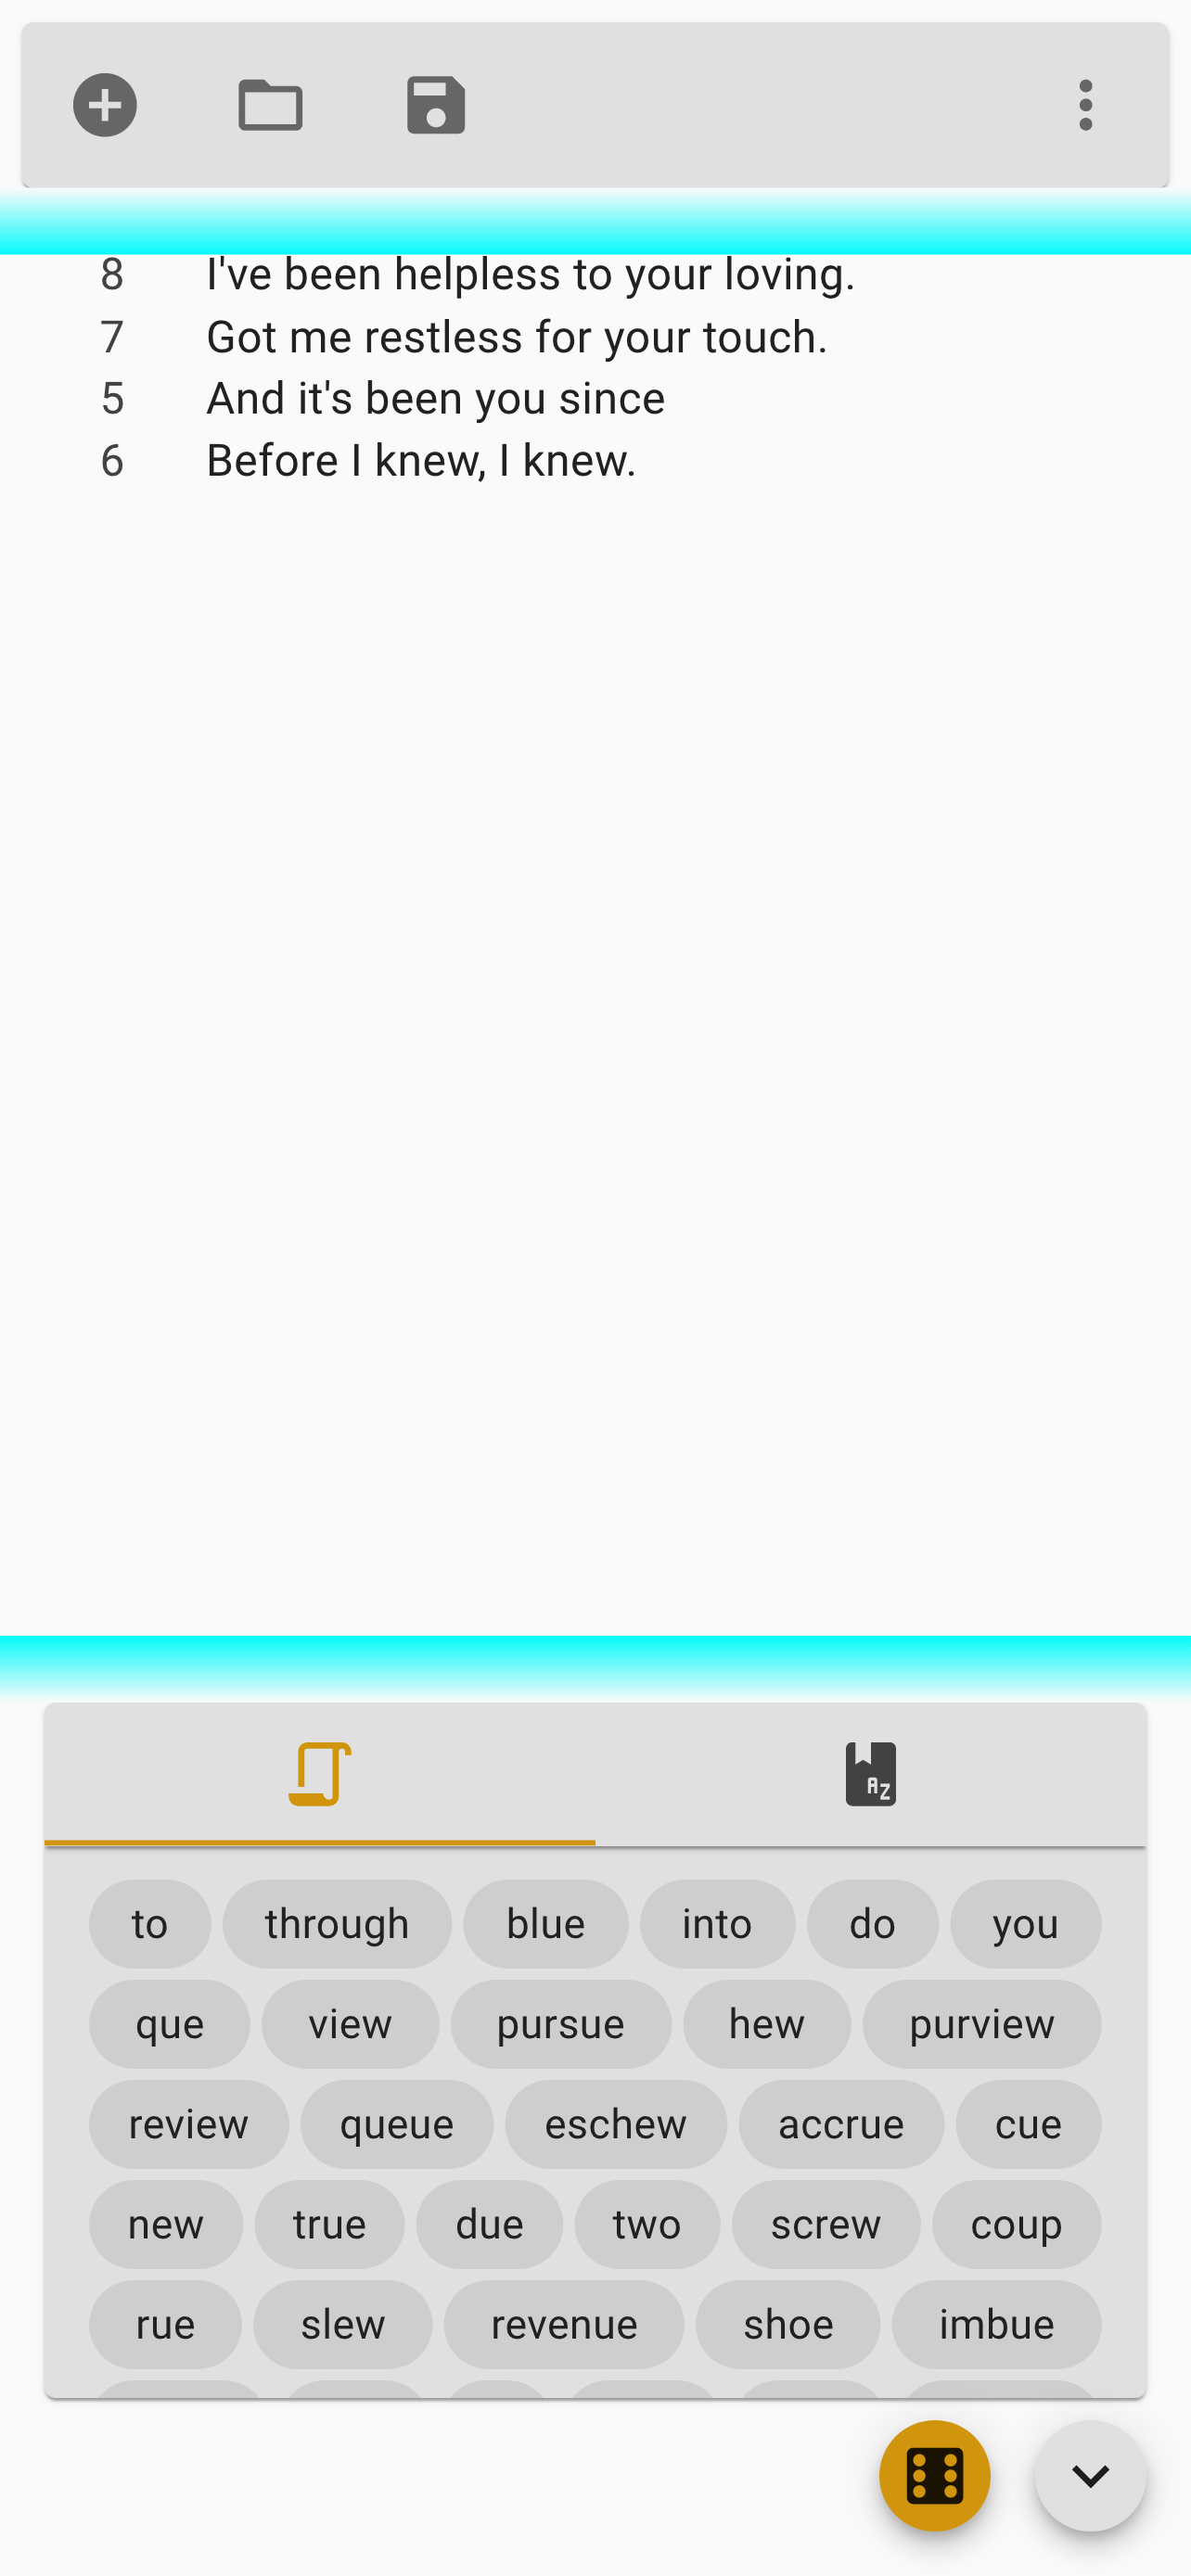 8 I've been helpless to your loving.
7 Got me restless for your touch.
5 And it's been you since
6 Before I knew, I knew.
A Z
to through blue into do you
que view pursue hew purview
review queue eschew accrue cue
new true due two screw coup
rue slew revenue shoe imbue